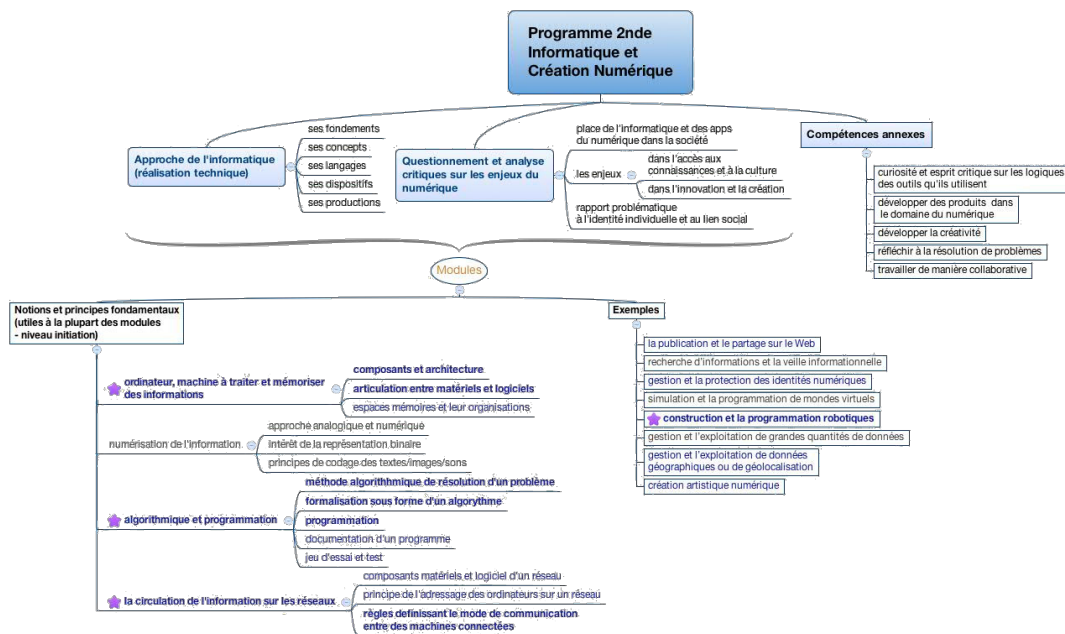 Programme 2nde
Informatique et
Création Numérique
Approche de l'informatique
(réalisation technique)
ses fondements
ses concepts
ses langages
ses dispositifs
ses productions
Questionnement et analyse
critiques sur les enjeux du
numérique
place de l'informatique et des apps
du numérique dans la société
les enjeux
dans l'accès aux
connaissances et à la culture
dans l'innovation et la création
rapport problématique
à l'identité individuelle et au lien social
Compétences annexes
curiosité et esprit critique sur les logiques
des outils qu'ils utilisent
développer des produits dans
le domaine du numérique
développer la créativité
réfléchir à la résolution de problèmes
travailler de manière collaborative
Modules
Notions et principes fondamentaux
(utiles à la plupart des modules
- niveau initiation)
ordinateur, machine à traiter et mémoriser
des informations
composants et architecture
articulation entre matériels et logiciels
espaces mémoires et leur organisations
numérisation de l'information
approche analogique et numérique
intérêt de la représentation binaire
principes de codage des textes/images/sons
algorithmique et programmation
méthode algorithmique de résolution d'un problème
formalisation sous forme d'un algorythme
programmation
documentation d'un programme
jeu d'essai et test
la circulation de l'information sur les réseaux
composants matériels et logiciel d'un réseau
principe de l'adressage des ordinateurs sur un réseau
règles definissant le mode de communication
entre des machines connectées
Exemples
la publication et le partage sur le Web
recherche d'informations et la veille informationnelle
gestion et la protection des identités numériques
simulation et la programmation de mondes virtuels
construction et la programmation robotiques
gestion et l'exploitation de grandes quantités de données
gestion et l'exploitation de données
géographiques ou de géolocalisation
création artistique numérique